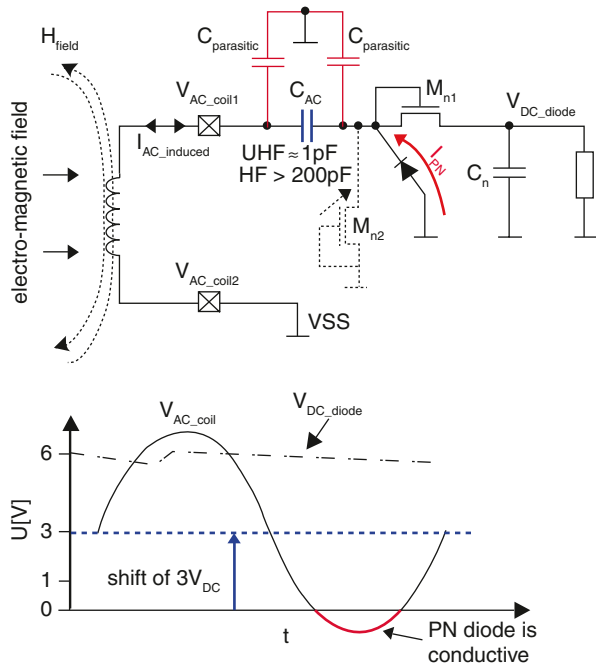 H_field
C_parasitic
C_parasitic
V_AC_coil1
C_AC
M_n1
V_DC_diode
I_AC_induced
UHF ≈ 1pF
HF > 200pF
I_PN
C_n
M_n2
electro-magnetic field
V_AC_coil2
VSS
V_AC_coil
V_DC_diode
U[V]
6
3
1
0
shift of 3V_DC
t
PN diode is
conductive